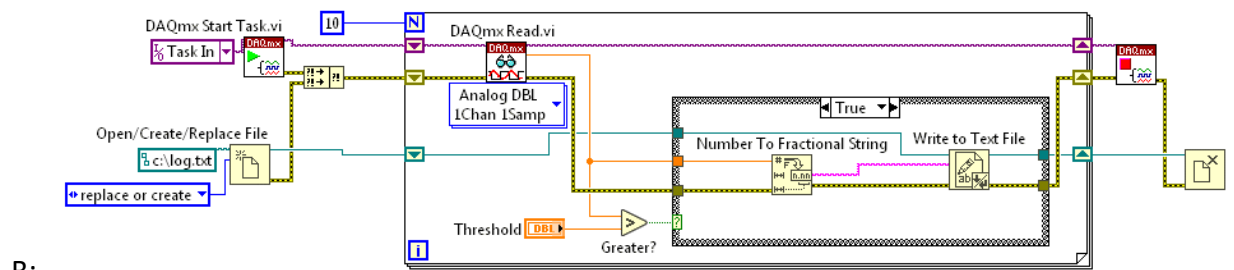 DAQmx Start Task.vi
10
N
DAQmx Read.vi
DAQmx
I/O Task In
DAQmx
DAQmx
?!
?!
?!
Analog DBL
1Chan 1Samp
True
Open/Create/Replace File
Number To Fractional String
Write to Text File
c:\log.txt
#
F
n.nn
ab
replace or create
Threshold
DBL
>
?
Greater?
i
B: